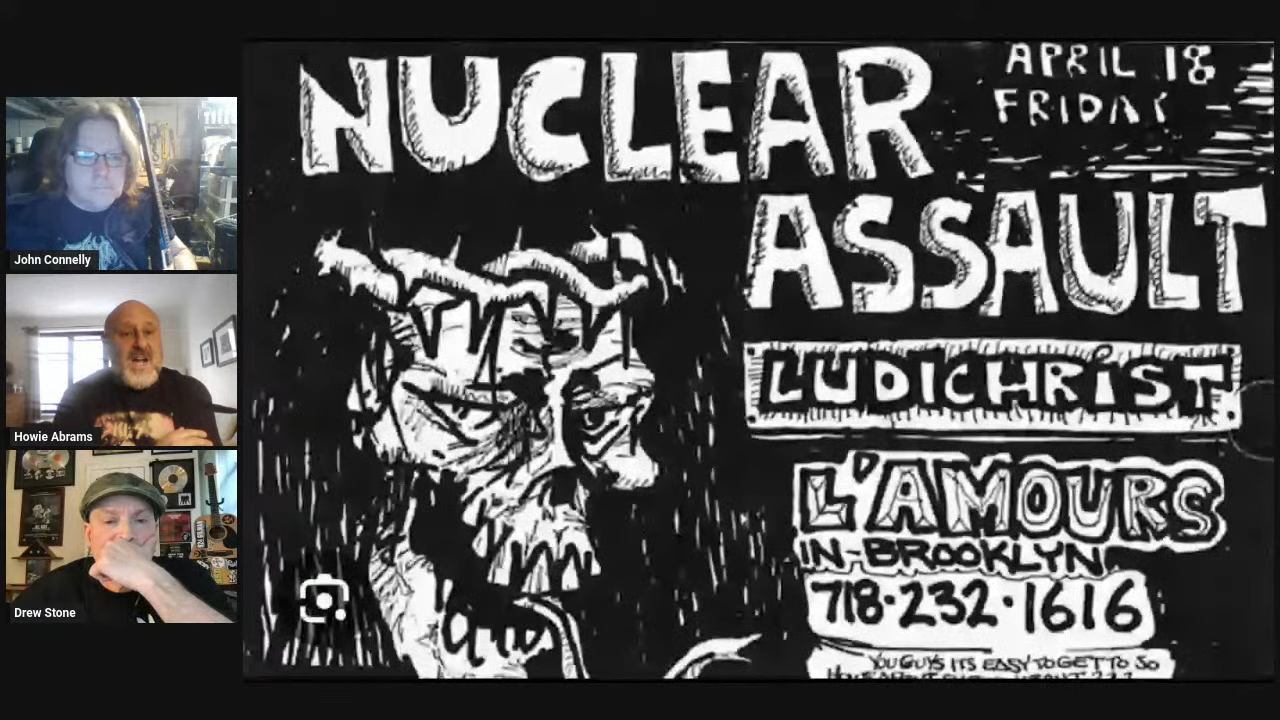 John Connelly
Howie Abrams
Drew Stone
NUCLEAR
ASSAULT
APRIL 18
FRIDAY
LUDICHRIST
L'AMOURS
IN-BROOKLYN
718·232·1616
YOU GUYS ITS EASY TO GET TO SO